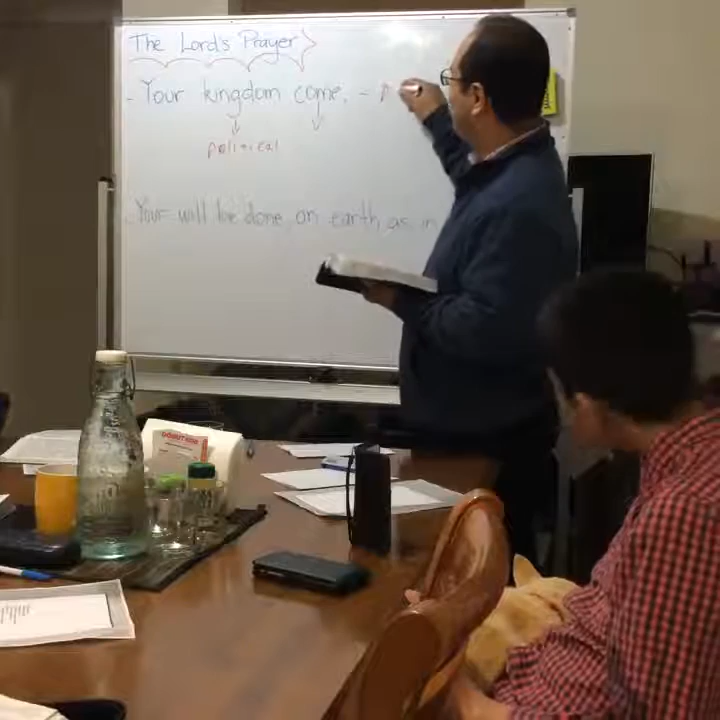 The Lord's Prayer
- Your kingdom come. -
political
Your will be done on earth as in